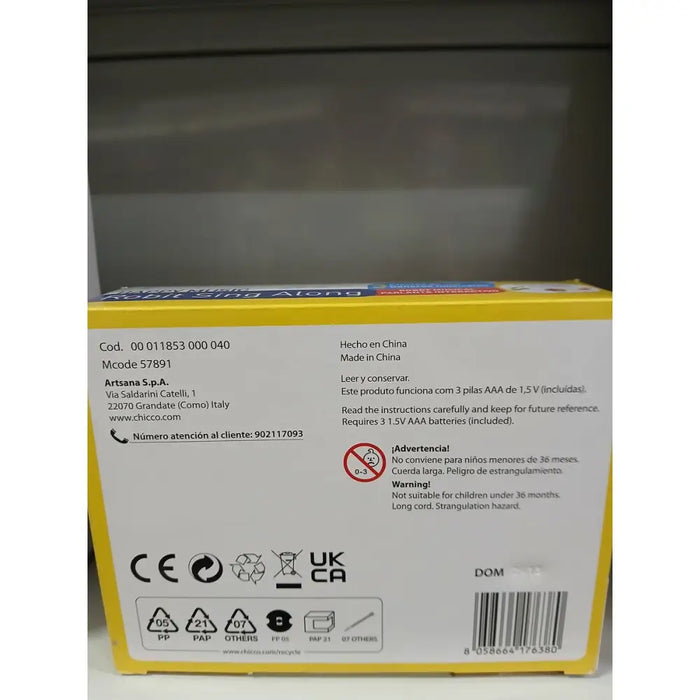 Robit Sing Along
Cod. 00 011853 000 040
Mcode 57891
Artsana S.p.A.
Via Saldarini Catelli, 1
22070 Grandate (Como) Italy
www.chicco.com
Número atención al cliente: 902117093
Hecho en China
Made in China
Leer y conservar.
Este produto funciona com 3 pilas AAA de 1,5 V (incluídas).
Read the instructions carefully and keep for future reference.
Requires 3 1.5V AAA batteries (included).
0-3
¡Advertencia!
No conviene para niños menores de 36 meses.
Cuerda larga. Peligro de estrangulamiento.
Warning!
Not suitable for children under 36 months.
Long cord. Strangulation hazard.
CE
UK
CA
DOM
05 21 07
PP PAP OTHERS PP 05 PAP 21 07 OTHERS
www.chicco.com/recycle
8 058664 176380